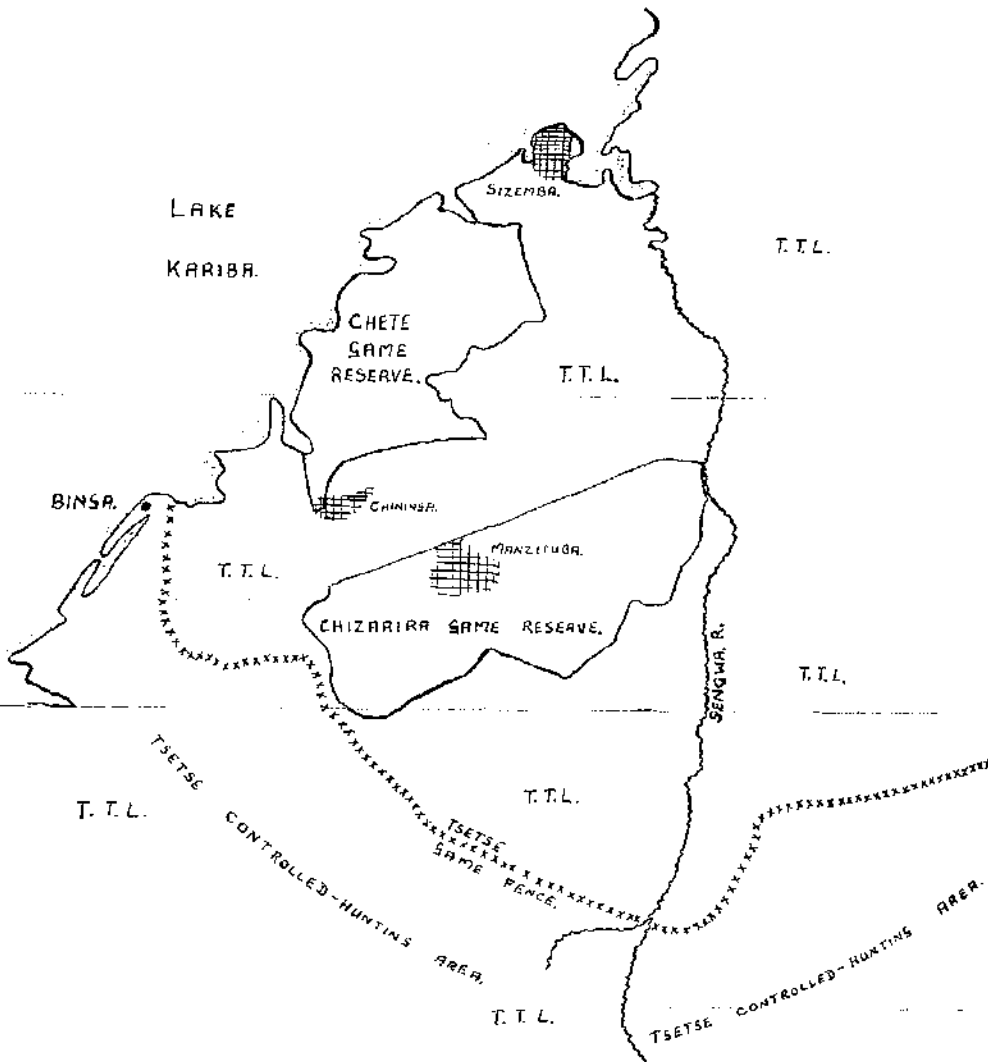 SIZEMBA.
LAKE
KARIBA.
T.T.L.
CHETE
GAME
RESERVE.
T.T.L.
BINGA.
CHININGA.
MANZITUBA.
T.T.L.
CHIZARIRA GAME RESERVE.
SENGWA R.
T.T.L.
TSETSE CONTROLLED-HUNTING AREA.
T.T.L.
T.T.L.
TSETSE
GAME FENCE.
TSETSE CONTROLLED-HUNTING AREA.
T.T.L.